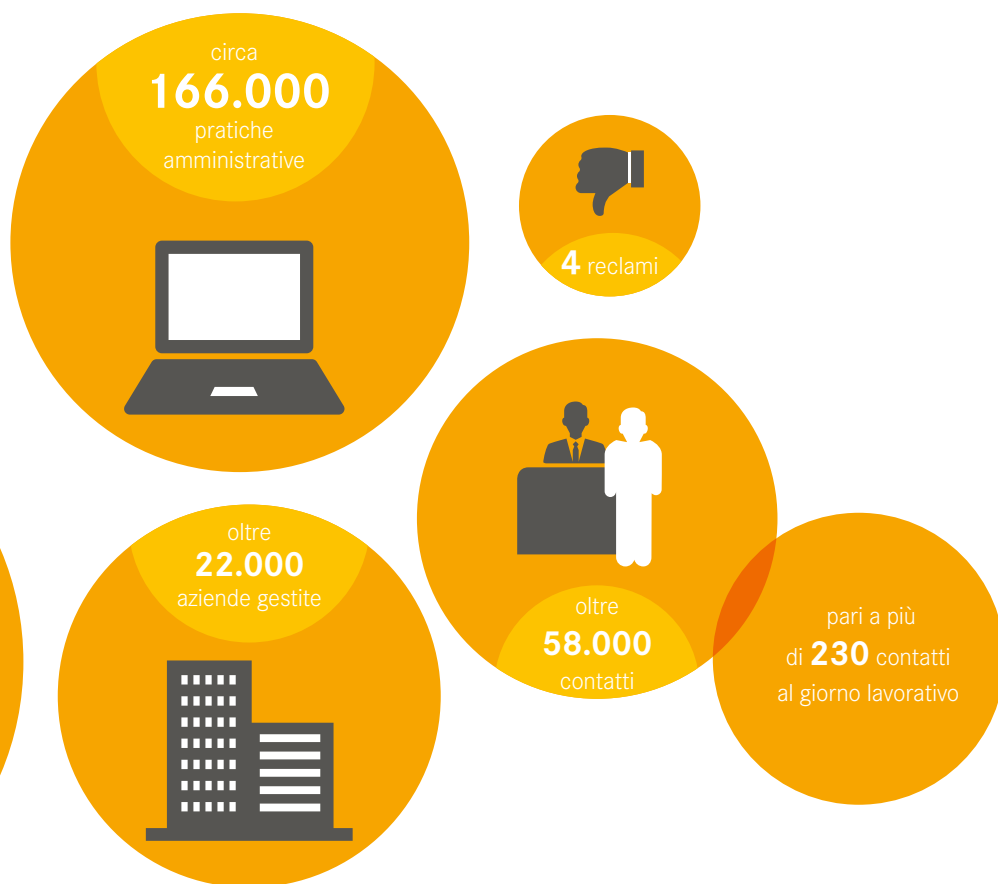 circa
166.000
pratiche
amministrative
4 reclami
oltre
22.000
aziende gestite
oltre
58.000
contatti
pari a più
di 230 contatti
al giorno lavorativo